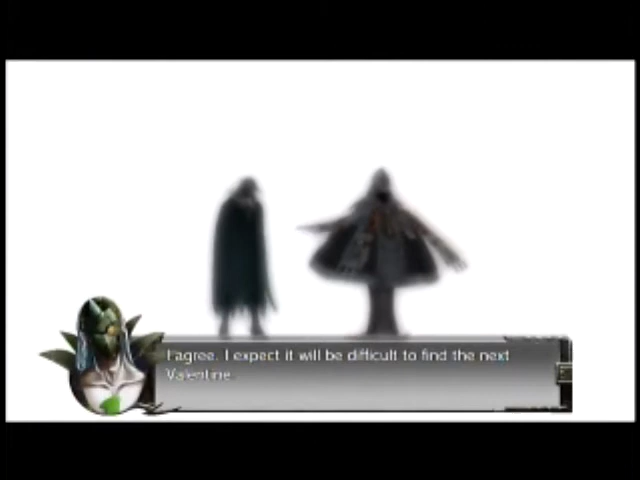 I agree. I expect it will be difficult to find the next
Valentine.